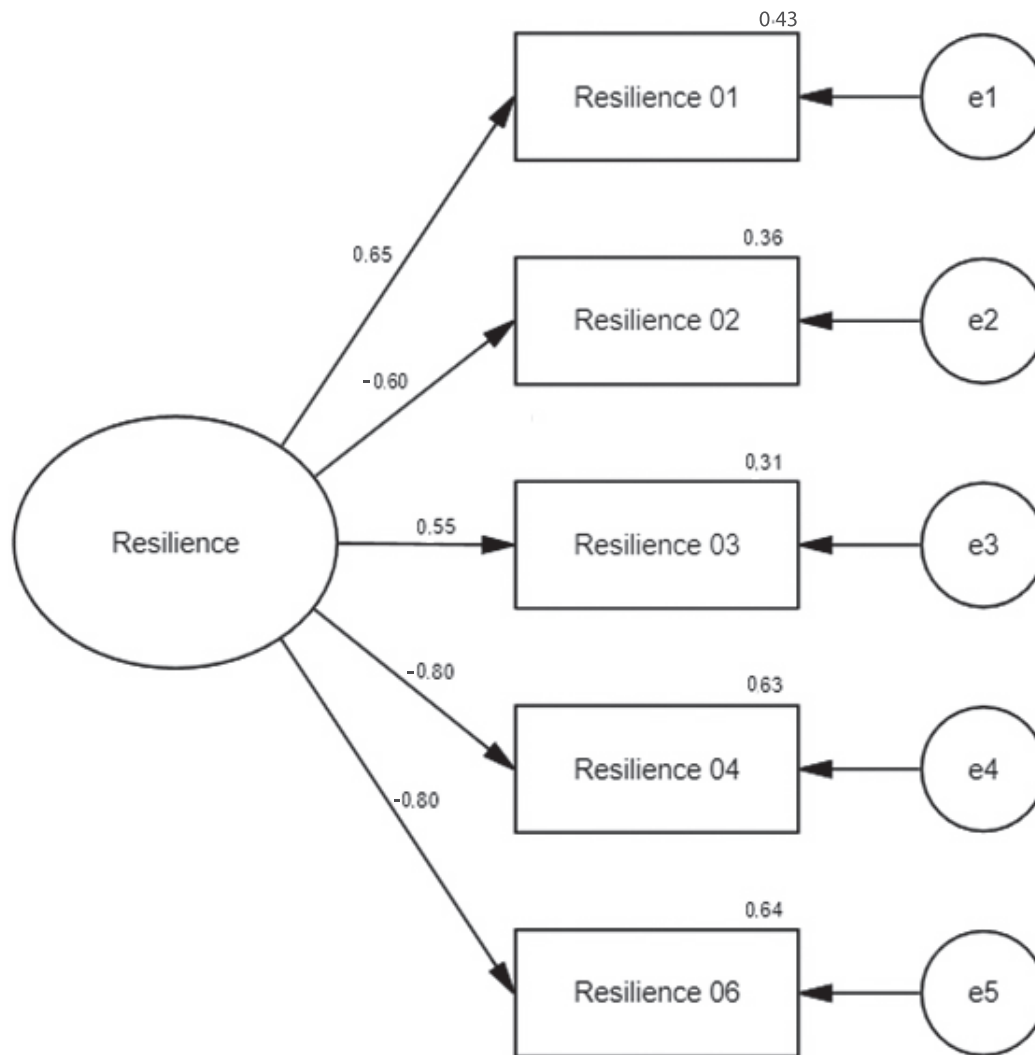 0.43
Resilience 01
e1
0.65
0.36
Resilience 02
e2
-0.60
0.31
Resilience
0.55
Resilience 03
e3
0.63
-0.80
Resilience 04
e4
-0.80
0.64
Resilience 06
e5